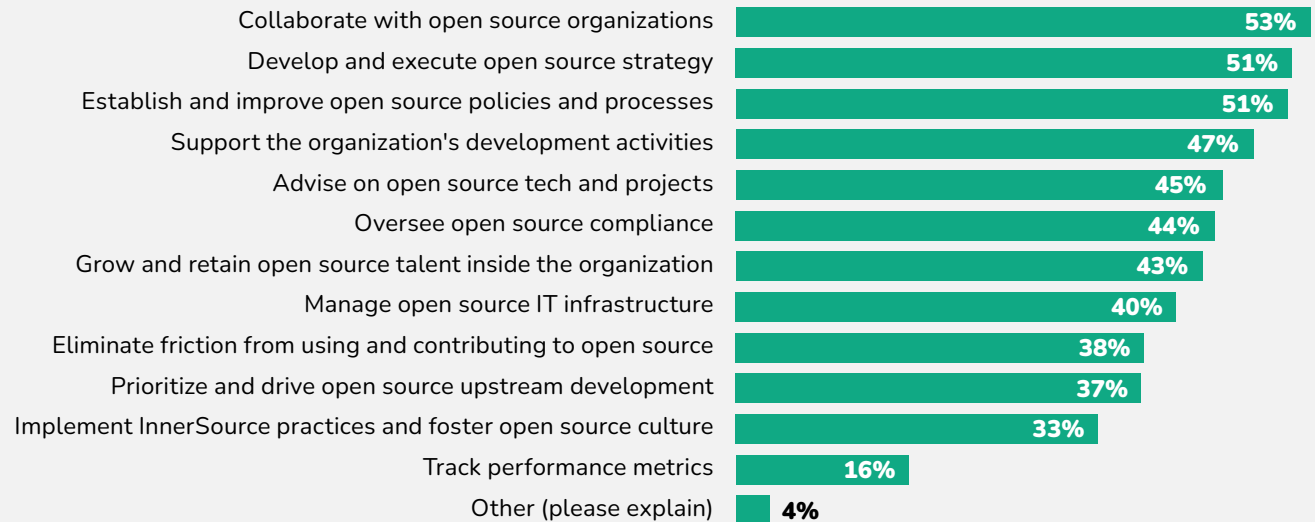 Collaborate with open source organizations 53%
Develop and execute open source strategy 51%
Establish and improve open source policies and processes 51%
Support the organization's development activities 47%
Advise on open source tech and projects 45%
Oversee open source compliance 44%
Grow and retain open source talent inside the organization 43%
Manage open source IT infrastructure 40%
Eliminate friction from using and contributing to open source 38%
Prioritize and drive open source upstream development 37%
Implement InnerSource practices and foster open source culture 33%
Track performance metrics 16%
Other (please explain) 4%